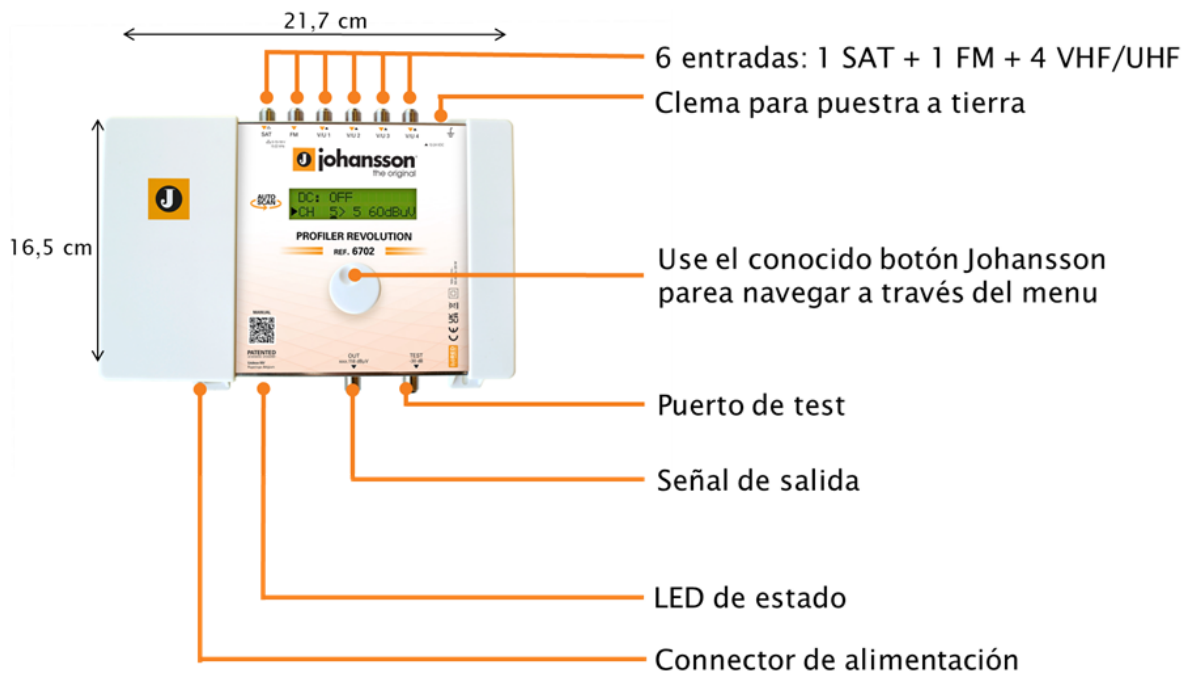 21,7 cm
6 entradas: 1 SAT + 1 FM + 4 VHF/UHF
Clema para puesta a tierra
SAT FM V/U 1 V/U 2 V/U 3 V/U 4
J johansson
the original
J
AUTO
SCAN
DC: OFF
CH 5> 5 60dBuV
16,5 cm
PROFILER REVOLUTION
REF. 6702
Use el conocido botón Johansson
parea navegar a través del menu
MANUAL
PATENTED
OUT
TEST
-30 dB
Puerto de test
Señal de salida
LED de estado
Connector de alimentación